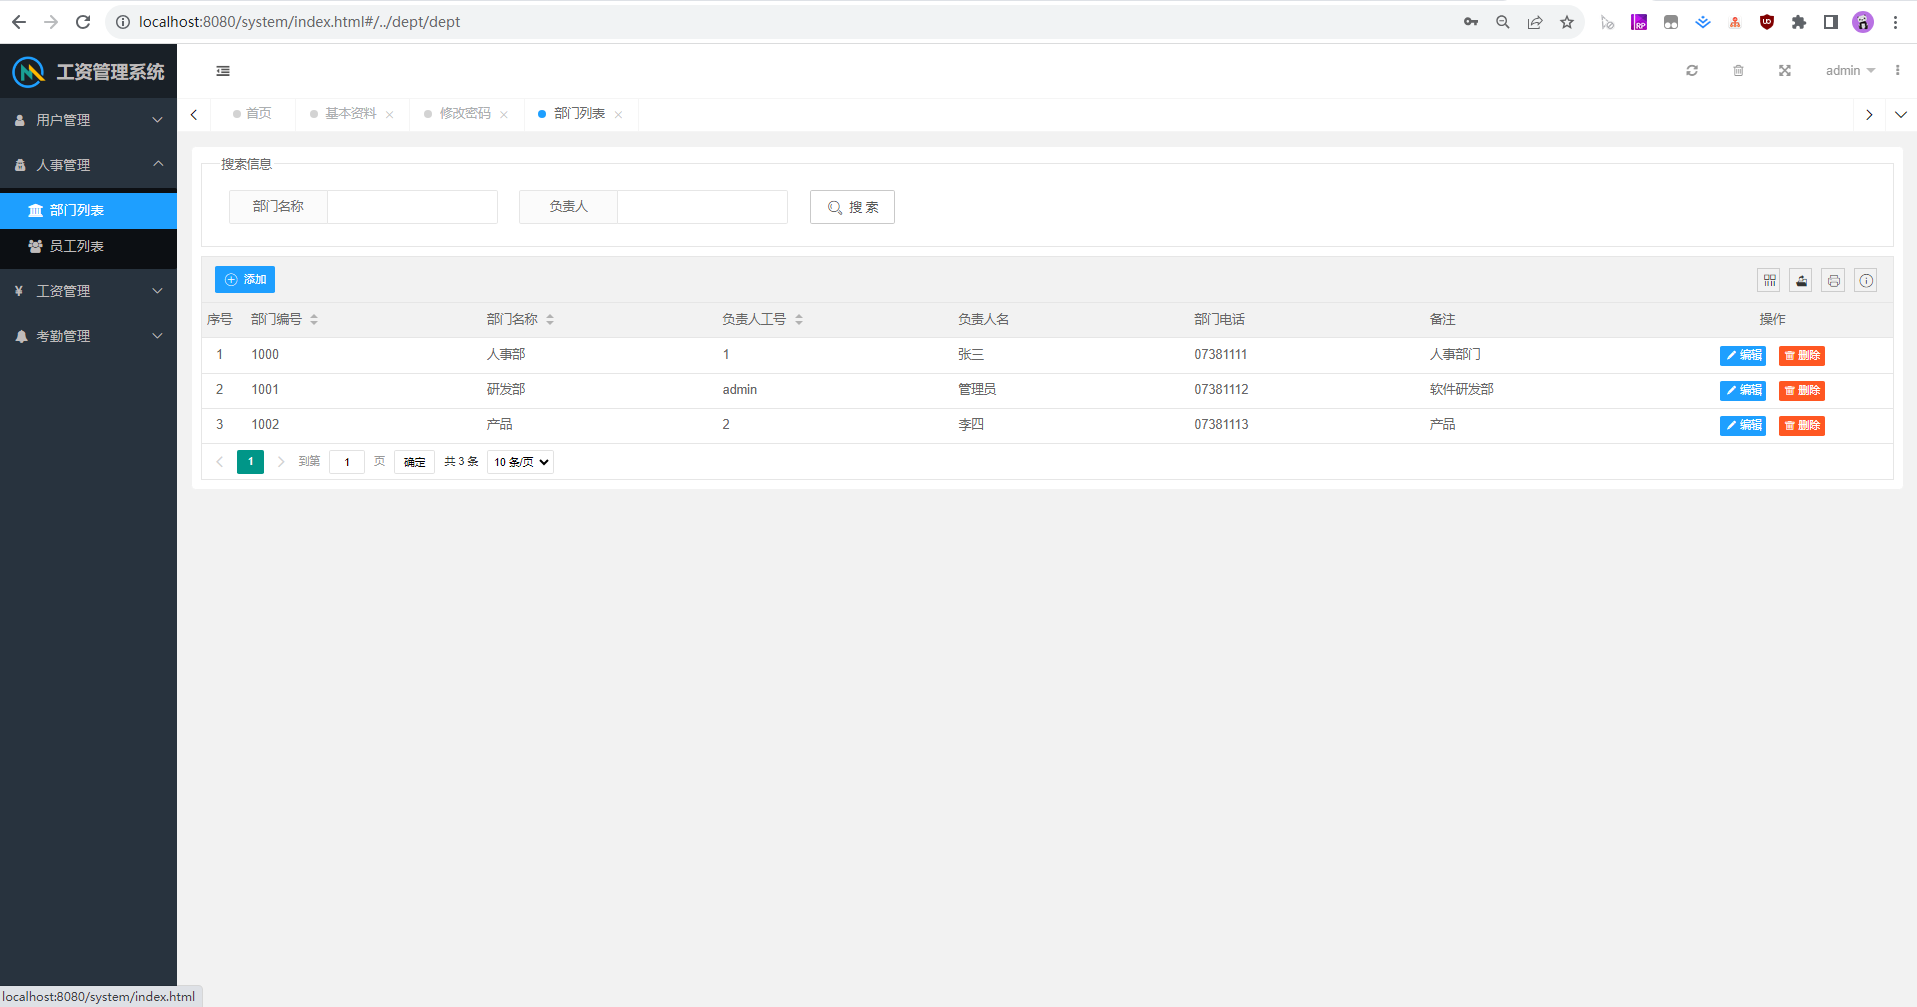 localhost:8080/system/index.html#/../dept/dept
工资管理系统
admin
首页 基本资料 修改密码 部门列表
用户管理
人事管理
部门列表
员工列表
工资管理
考勤管理
搜索信息
部门名称 负责人 搜 索
添加
序号 部门编号 部门名称 负责人工号 负责人名 部门电话 备注 操作
1 1000 人事部 1 张三 07381111 人事部门 编辑 删除
2 1001 研发部 admin 管理员 07381112 软件研发部 编辑 删除
3 1002 产品 2 李四 07381113 产品 编辑 删除
1 到第 1 页 确定 共 3 条 10 条/页
localhost:8080/system/index.html